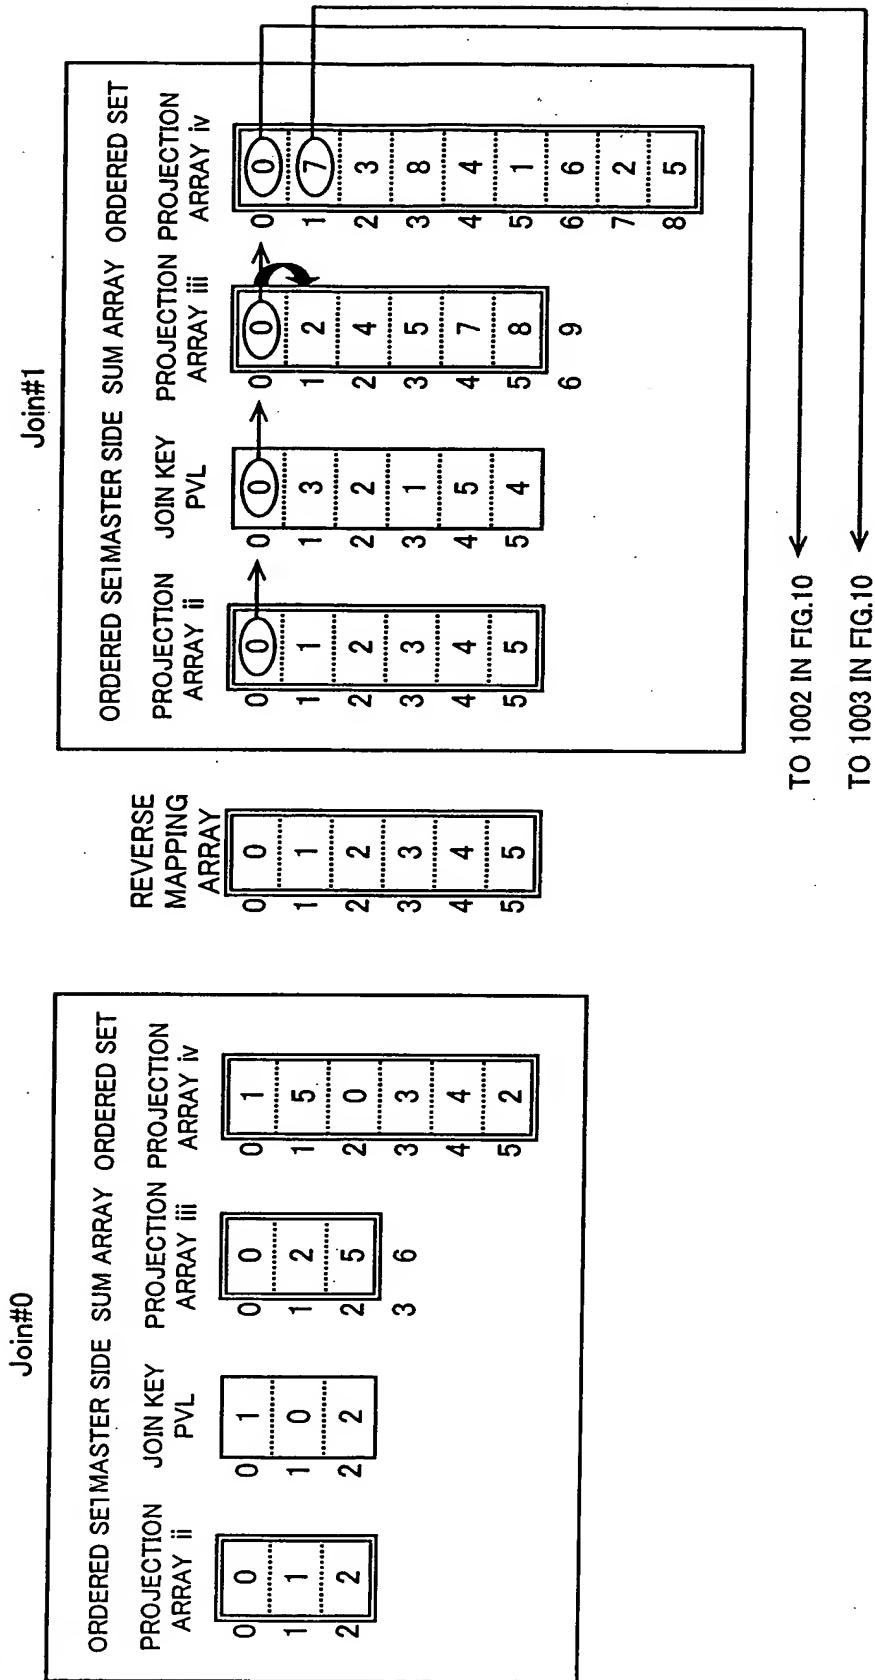 Join#0
ORDERED SET MASTER SIDE SUM ARRAY ORDERED SET
PROJECTION JOIN KEY PROJECTION PROJECTION
ARRAY ii PVL ARRAY iii ARRAY iv
0 0 0 1 0 0 0 1
1 1 1 0 1 2 1 5
2 2 2 2 2 5 2 0
3 6 3 3
4 4
5 2
REVERSE
MAPPING
ARRAY
0 0
1 1
2 2
3 3
4 4
5 5
Join#1
ORDERED SET MASTER SIDE SUM ARRAY ORDERED SET
PROJECTION JOIN KEY PROJECTION PROJECTION
ARRAY ii PVL ARRAY iii ARRAY iv
0 0 0 0 0 0 0 0
1 1 1 3 1 2 1 7
2 2 2 2 2 4 2 3
3 3 3 1 3 5 3 8
4 4 4 5 4 7 4 4
5 5 5 4 5 8 5 1
6 9 6 6
7 2
8 5
TO 1002 IN FIG.10
TO 1003 IN FIG.10